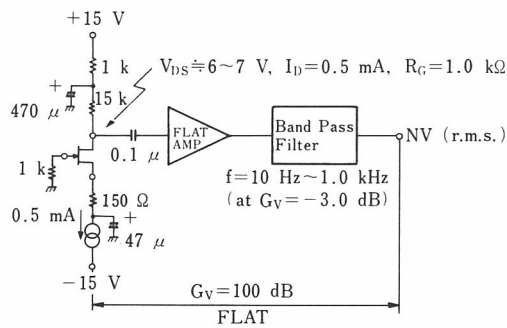 +15 V
1 k
V_DS≒6~7 V, I_D=0.5 mA, R_G=1.0 kΩ
+
470 μ
15 k
FLAT
AMP
Band Pass
Filter
NV (r.m.s.)
0.1 μ
1 k
f=10 Hz~1.0 kHz
(at G_V=−3.0 dB)
150 Ω
0.5 mA
+
47 μ
−15 V
G_V=100 dB
FLAT